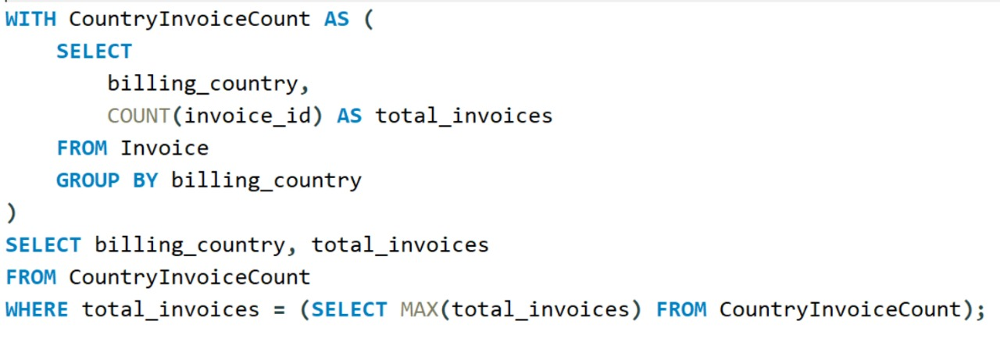 WITH CountryInvoiceCount AS (
    SELECT
        billing_country,
        COUNT(invoice_id) AS total_invoices
    FROM Invoice
    GROUP BY billing_country
)
SELECT billing_country, total_invoices
FROM CountryInvoiceCount
WHERE total_invoices = (SELECT MAX(total_invoices) FROM CountryInvoiceCount);